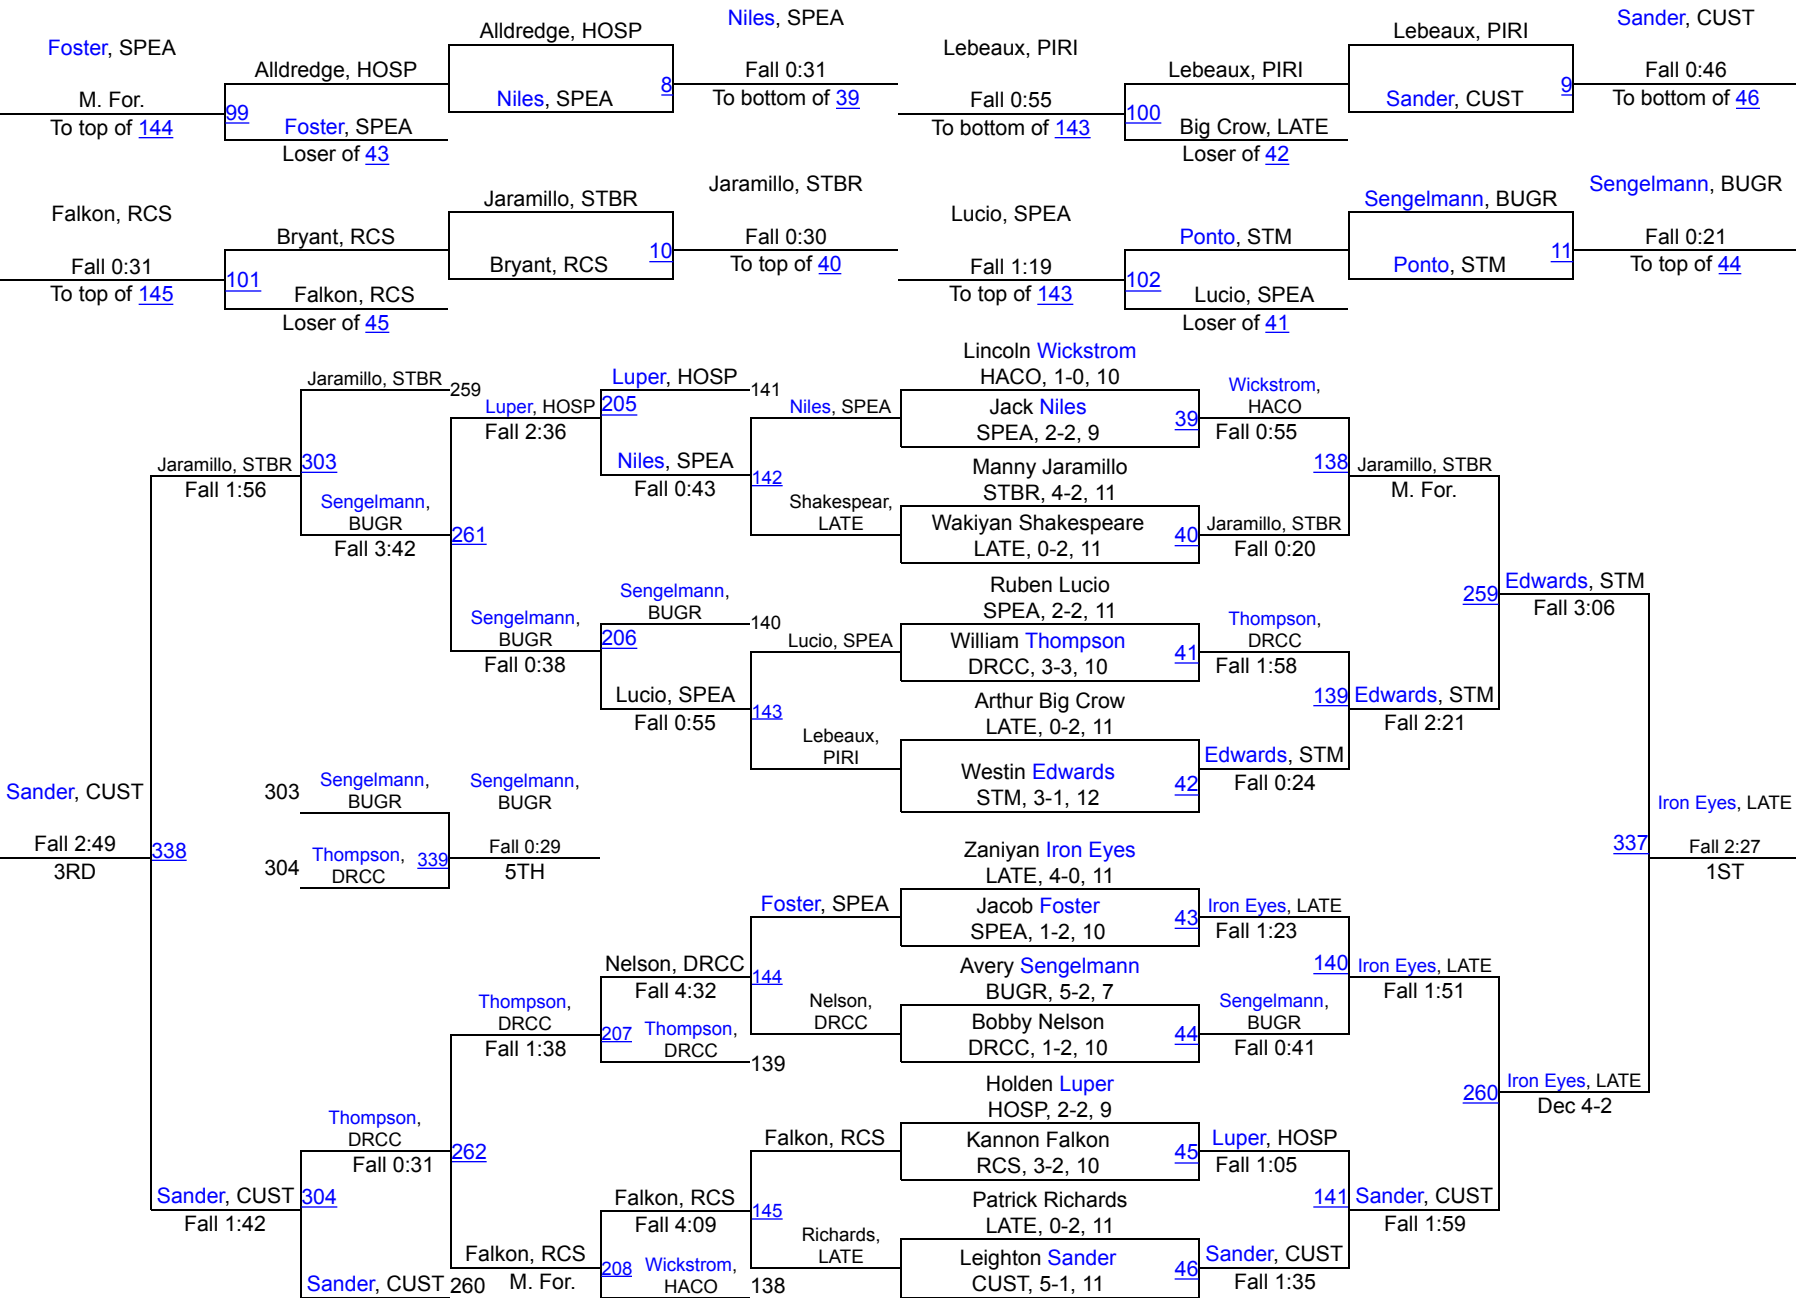 Foster, SPEA
M. For.
To top of 144
Alldredge, HOSP
99
Foster, SPEA
Loser of 43
Alldredge, HOSP
Niles, SPEA
8
Niles, SPEA
Fall 0:31
To bottom of 39
Lebeaux, PIRI
Fall 0:55
To bottom of 143
Lebeaux, PIRI
100
Big Crow, LATE
Loser of 42
Lebeaux, PIRI
Sander, CUST
9
Sander, CUST
Fall 0:46
To bottom of 46
Falkon, RCS
Fall 0:31
To top of 145
Bryant, RCS
101
Falkon, RCS
Loser of 45
Jaramillo, STBR
Bryant, RCS
10
Jaramillo, STBR
Fall 0:30
To top of 40
Lucio, SPEA
Fall 1:19
To top of 143
Ponto, STM
102
Lucio, SPEA
Loser of 41
Sengelmann, BUGR
Ponto, STM
11
Sengelmann, BUGR
Fall 0:21
To top of 44
Lincoln Wickstrom
HACO, 1-0, 10
Jack Niles
SPEA, 2-2, 9
39
Manny Jaramillo
STBR, 4-2, 11
Wakiyan Shakespeare
LATE, 0-2, 11
40
Ruben Lucio
SPEA, 2-2, 11
William Thompson
DRCC, 3-3, 10
41
Arthur Big Crow
LATE, 0-2, 11
Westin Edwards
STM, 3-1, 12
42
Zaniyan Iron Eyes
LATE, 4-0, 11
Jacob Foster
SPEA, 1-2, 10
43
Avery Sengelmann
BUGR, 5-2, 7
Bobby Nelson
DRCC, 1-2, 10
44
Holden Luper
HOSP, 2-2, 9
Kannon Falkon
RCS, 3-2, 10
45
Patrick Richards
LATE, 0-2, 11
Leighton Sander
CUST, 5-1, 11
46
Wickstrom,
HACO
Fall 0:55
138
Jaramillo, STBR
Fall 0:20
Thompson,
DRCC
Fall 1:58
139
Edwards, STM
Fall 0:24
Iron Eyes, LATE
Fall 1:23
140
Sengelmann,
BUGR
Fall 0:41
Luper, HOSP
Fall 1:05
141
Sander, CUST
Fall 1:35
Jaramillo, STBR
M. For.
259
Edwards, STM
Fall 2:21
Iron Eyes, LATE
Fall 1:51
260
Sander, CUST
Fall 1:59
Edwards, STM
Fall 3:06
337
Iron Eyes, LATE
Dec 4-2
Iron Eyes, LATE
Fall 2:27
1ST
Niles, SPEA
142
Shakespear,
LATE
Lucio, SPEA
143
Lebeaux,
PIRI
Foster, SPEA
144
Nelson,
DRCC
Falkon, RCS
145
Richards,
LATE
Luper, HOSP
141
205
Niles, SPEA
Fall 0:43
Sengelmann,
BUGR
140
206
Lucio, SPEA
Fall 0:55
Nelson, DRCC
Fall 4:32
207
Thompson,
DRCC
139
Falkon, RCS
Fall 4:09
208
Wickstrom,
HACO
138
Luper, HOSP
Fall 2:36
261
Sengelmann,
BUGR
Fall 0:38
Thompson,
DRCC
Fall 1:38
262
Falkon, RCS
M. For.
Jaramillo, STBR
259
303
Sengelmann,
BUGR
Fall 3:42
Thompson,
DRCC
Fall 0:31
304
Sander, CUST
260
Jaramillo, STBR
Fall 1:56
338
Sander, CUST
Fall 1:42
Sander, CUST
Fall 2:49
3RD
303
Sengelmann,
BUGR
304
Thompson,
DRCC
339
Sengelmann,
BUGR
Fall 0:29
5TH